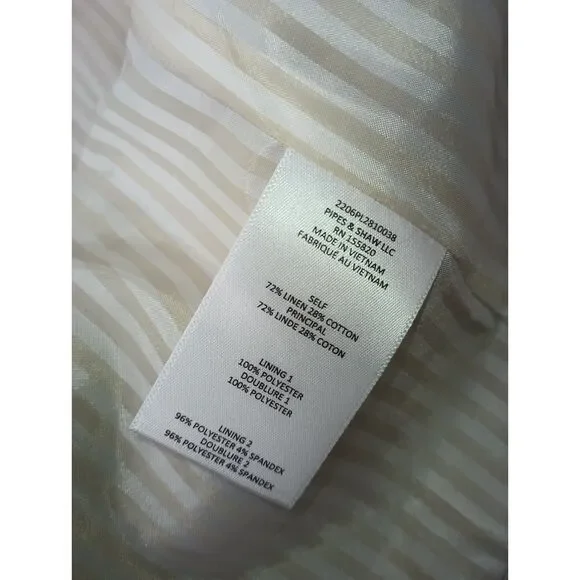 2206PL2810038
PIPES & SHAW LLC
RN 155820
MADE IN VIETNAM
FABRIQUÉ AU VIETNAM
SELF
72% LINEN 28% COTTON
PRINCIPAL
72% LINDE 28% COTON
LINING 1
100% POLYESTER
DOUBLURE 1
100% POLYESTER
LINING 2
96% POLYESTER 4% SPANDEX
DOUBLURE 2
96% POLYESTER 4% SPANDEX